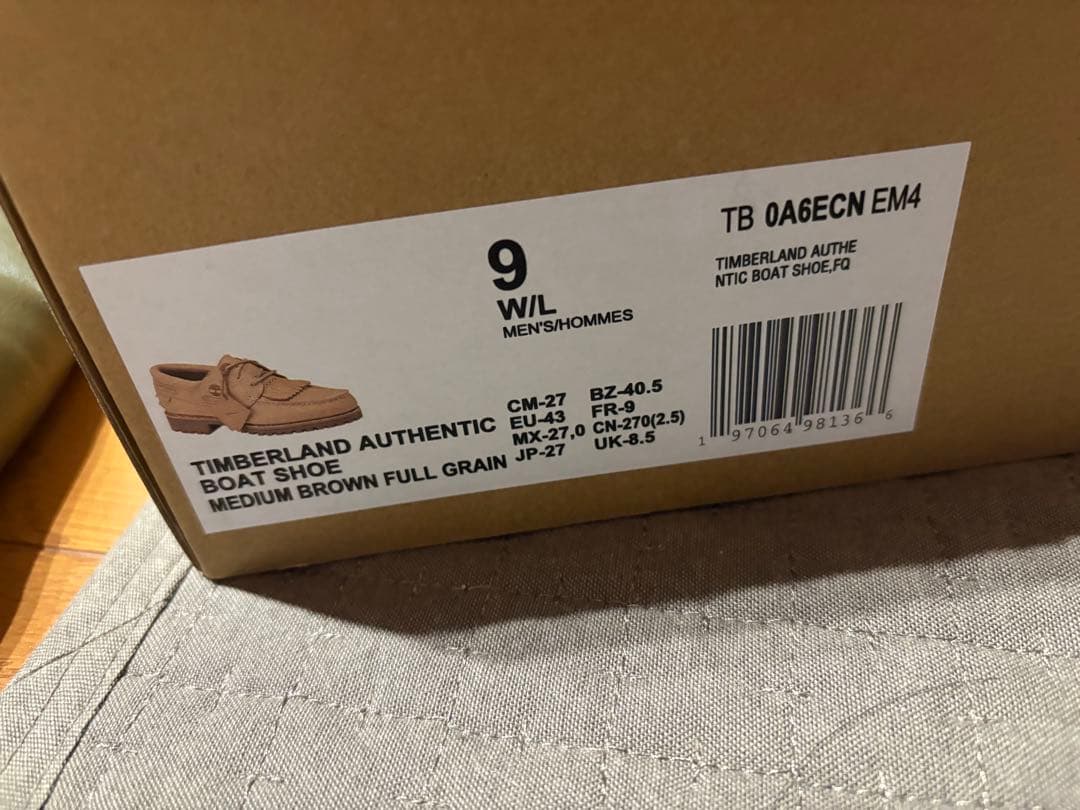 TB 0A6ECN EM4
TIMBERLAND AUTHE
NTIC BOAT SHOE,FQ
9
W/L
MEN'S/HOMMES
TIMBERLAND AUTHENTIC
BOAT SHOE
MEDIUM BROWN FULL GRAIN
CM-27 BZ-40.5
EU-43 FR-9
MX-27,0 CN-270(2.5)
JP-27 UK-8.5
1 97064 98136 6